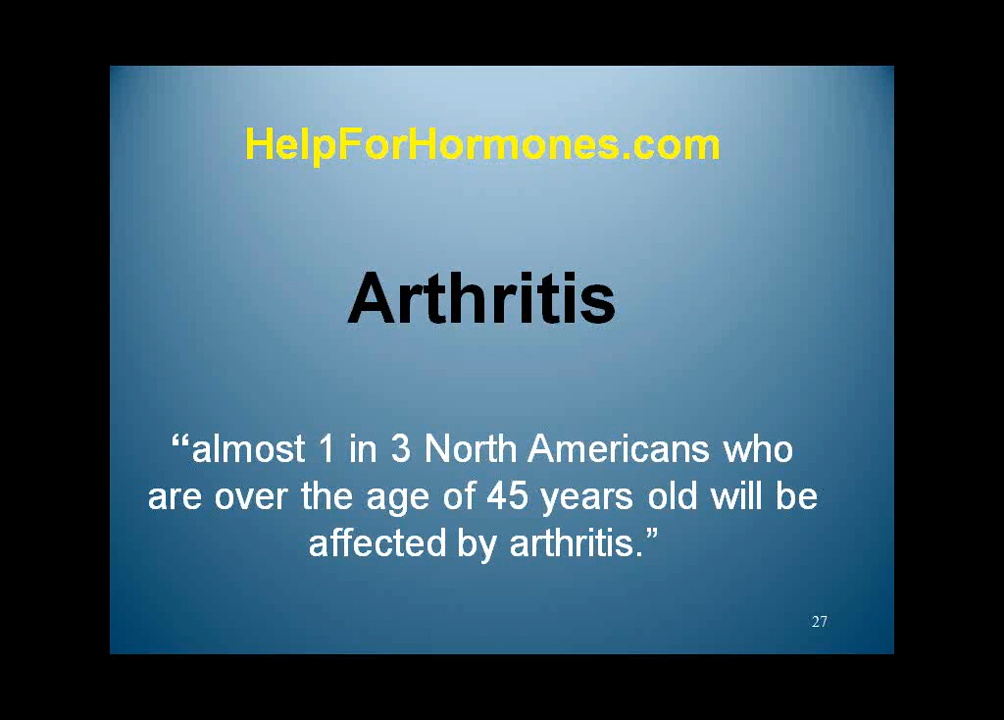 HelpForHormones.com
Arthritis
“almost 1 in 3 North Americans who
are over the age of 45 years old will be
affected by arthritis.”
27